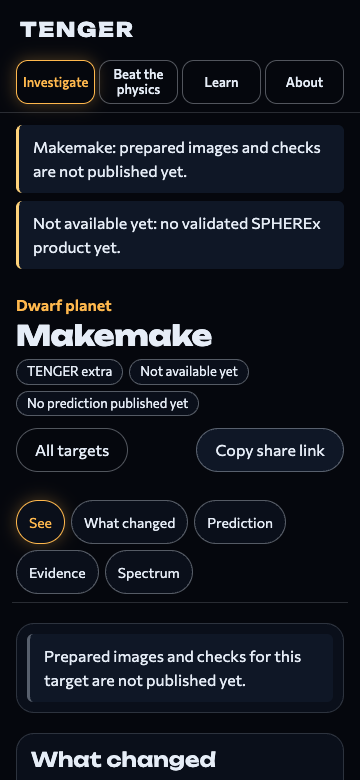 TENGER
Investigate
Beat the
physics
Learn
About
Makemake: prepared images and checks
are not published yet.
Not available yet: no validated SPHEREx
product yet.
Dwarf planet
Makemake
TENGER extra
Not available yet
No prediction published yet
All targets
Copy share link
See
What changed
Prediction
Evidence
Spectrum
Prepared images and checks for this
target are not published yet.
What changed